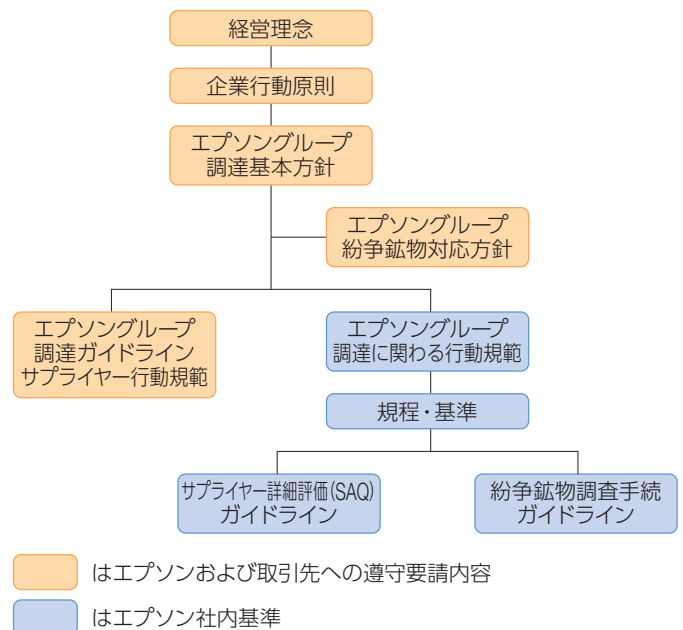 経営理念
企業行動原則
エプソングループ
調達基本方針
エプソングループ
紛争鉱物対応方針
エプソングループ
調達ガイドライン
サプライヤー行動規範
エプソングループ
調達に関わる行動規範
規程・基準
サプライヤー詳細評価(SAQ)
ガイドライン
紛争鉱物調査手続
ガイドライン
はエプソンおよび取引先への遵守要請内容
はエプソン社内基準